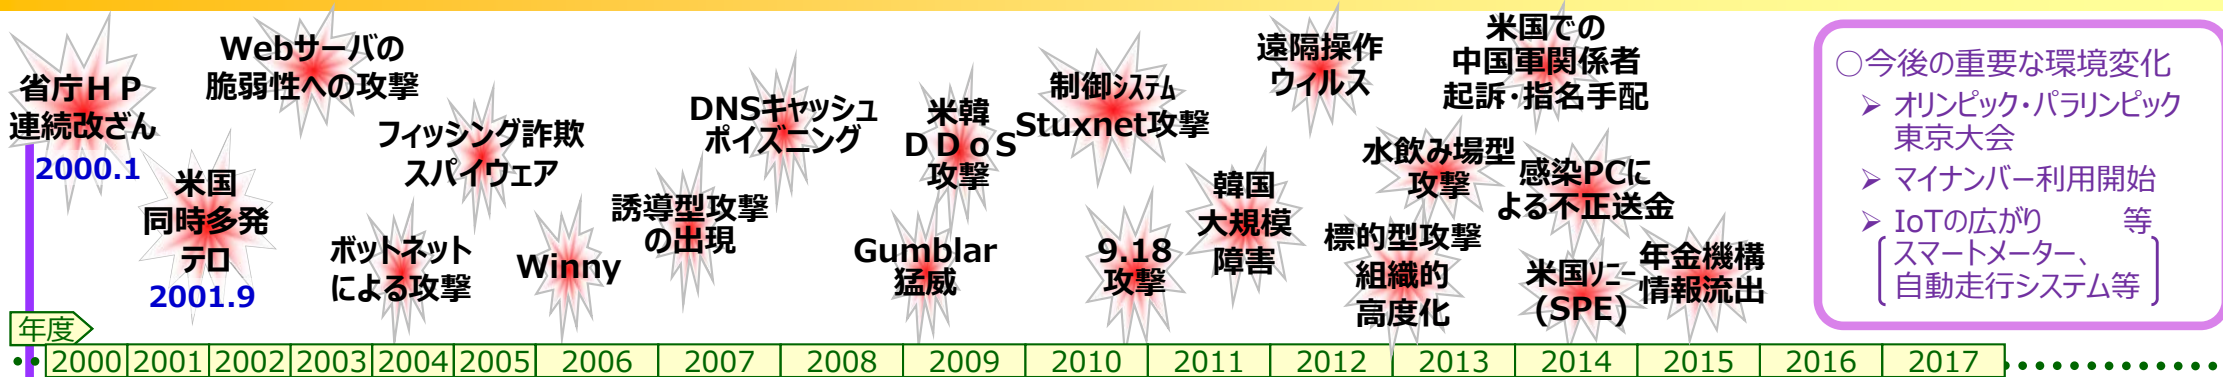 省庁ＨＰ
連続改ざん
2000.1
米国
同時多発
テロ
2001.9
Webサーバの
脆弱性への攻撃
フィッシング詐欺
スパイウェア
ボットネット
による攻撃
Winny
誘導型攻撃
の出現
DNSキャッシュ
ポイズニング
米韓
ＤＤｏＳ
攻撃
Gumblar
猛威
制御システム
Stuxnet攻撃
9.18
攻撃
韓国
大規模
障害
遠隔操作
ウィルス
標的型攻撃
組織的
高度化
水飲み場型
攻撃
米国での
中国軍関係者
起訴・指名手配
感染PCに
よる不正送金
米国ソニー
(SPE)
年金機構
情報流出
○今後の重要な環境変化
➢ オリンピック・パラリンピック
東京大会
➢ マイナンバー利用開始
➢ IoTの広がり 等
スマートメーター、
自動走行システム等
年度
2000 2001 2002 2003 2004 2005 2006 2007 2008 2009 2010 2011 2012 2013 2014 2015 2016 2017